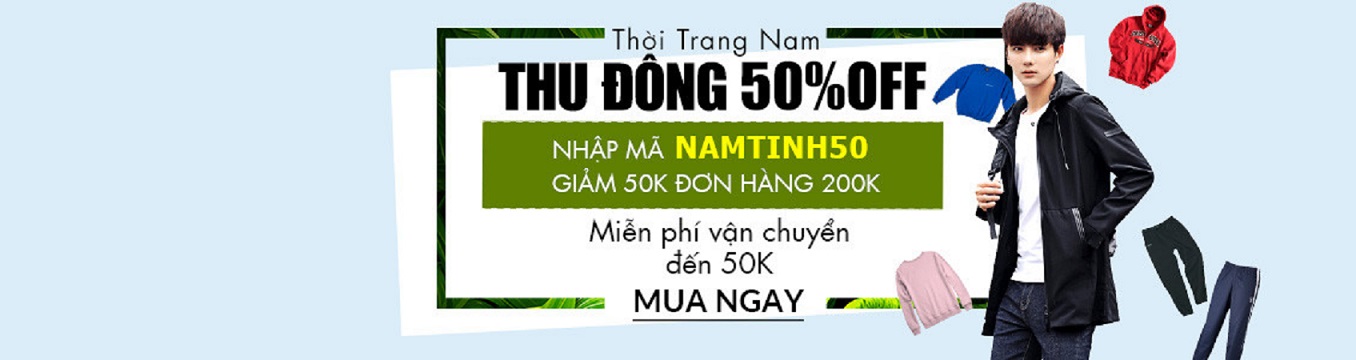 Thời Trang Nam
THU ĐÔNG 50%OFF
NHẬP MÃ NAMTINH50
GIẢM 50K ĐƠN HÀNG 200K
Miễn phí vận chuyển
đến 50K
MUA NGAY